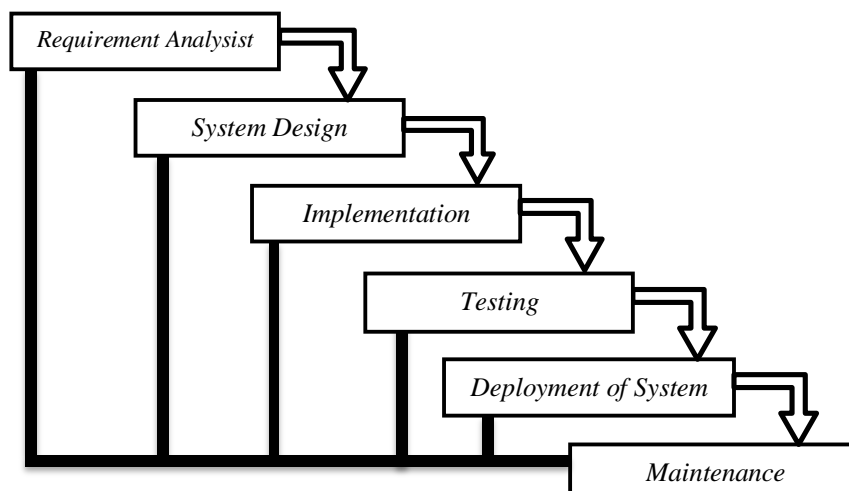 Requirement Analysist
System Design
Implementation
Testing
Deployment of System
Maintenance